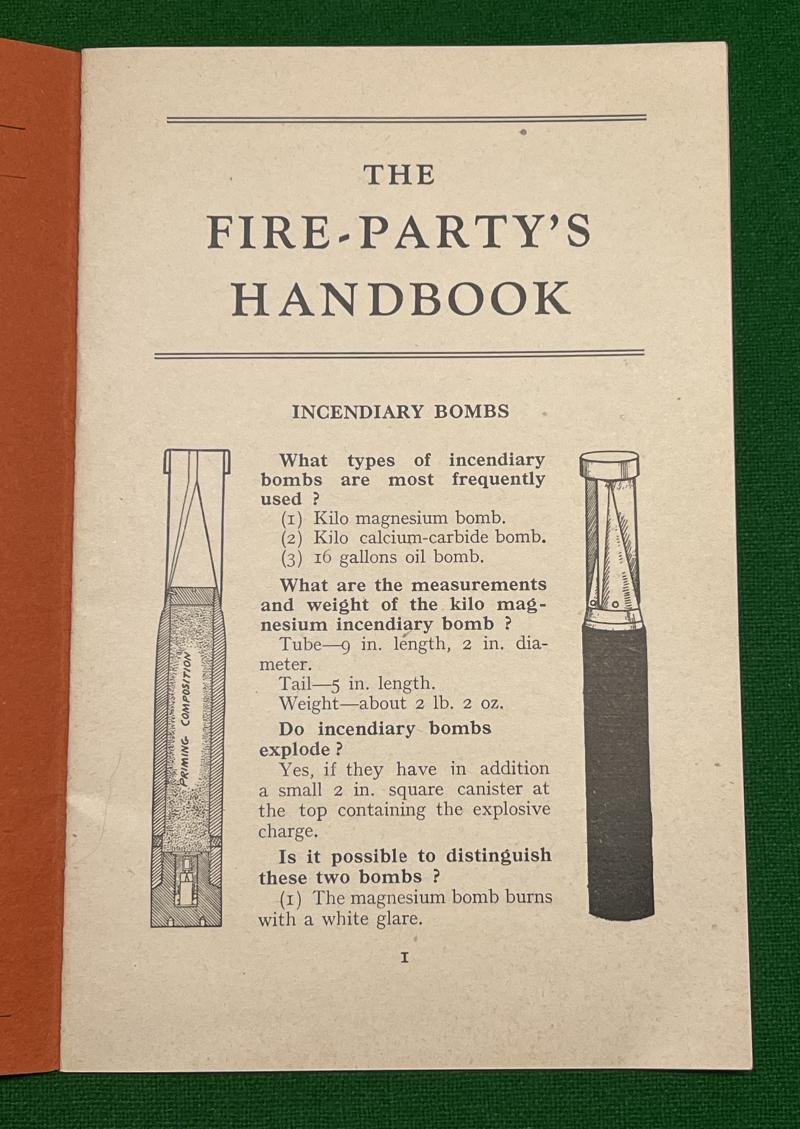 THE
FIRE-PARTY'S
HANDBOOK
INCENDIARY BOMBS
What types of incendiary
bombs are most frequently
used ?
(1) Kilo magnesium bomb.
(2) Kilo calcium-carbide bomb.
(3) 16 gallons oil bomb.
What are the measurements
and weight of the kilo mag-
nesium incendiary bomb ?
Tube—9 in. length, 2 in. dia-
meter.
Tail—5 in. length.
Weight—about 2 lb. 2 oz.
Do incendiary bombs
explode ?
Yes, if they have in addition
a small 2 in. square canister at
the top containing the explosive
charge.
Is it possible to distinguish
these two bombs ?
(1) The magnesium bomb burns
with a white glare.
PRIMING COMPOSITION
1